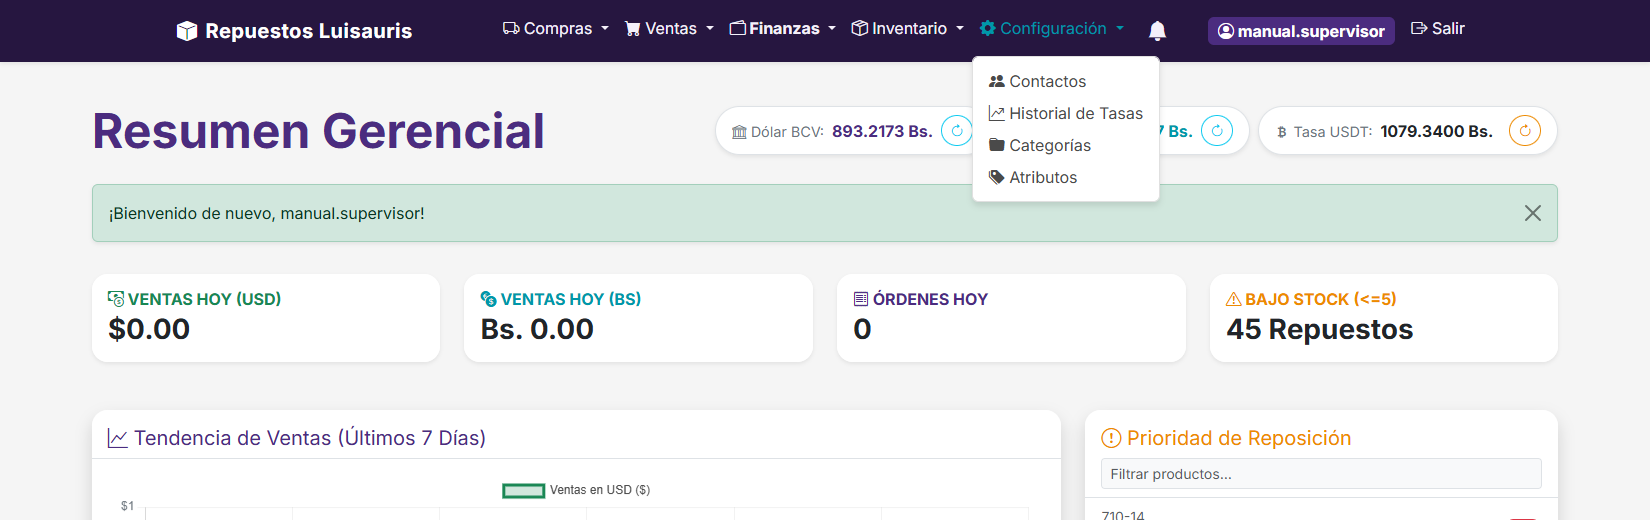 Repuestos Luisauris
Compras
Ventas
Finanzas
Inventario
Configuración
manual.supervisor
Salir
Contactos
Historial de Tasas
Categorías
Atributos
Resumen Gerencial
Dólar BCV: 893.2173 Bs.
7 Bs.
Tasa USDT: 1079.3400 Bs.
¡Bienvenido de nuevo, manual.supervisor!
VENTAS HOY (USD)
$0.00
VENTAS HOY (BS)
Bs. 0.00
ÓRDENES HOY
0
BAJO STOCK (<=5)
45 Repuestos
Tendencia de Ventas (Últimos 7 Días)
Ventas en USD ($)
$1
Prioridad de Reposición
Filtrar productos...
710-14